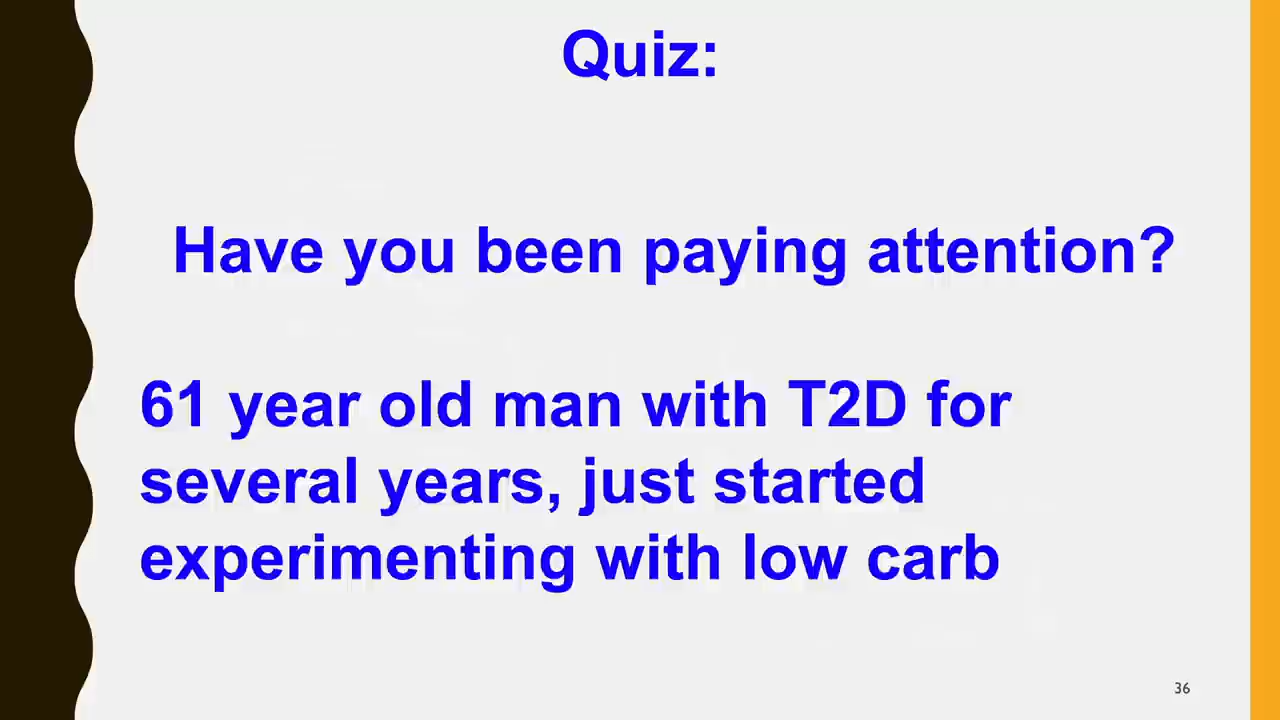 Quiz:
Have you been paying attention?
61 year old man with T2D for
several years, just started
experimenting with low carb
36